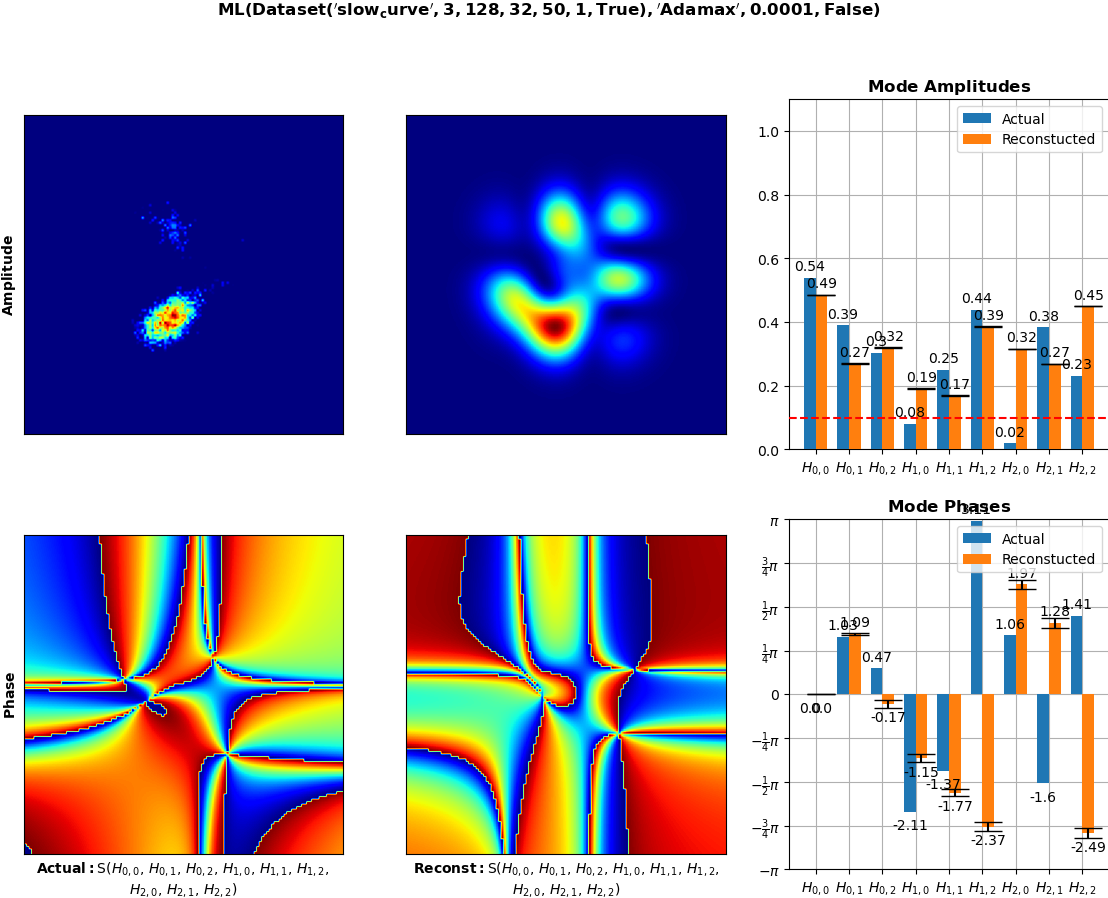 ML(Dataset('slow_curve', 3, 128, 32, 50, 1, True), 'Adamax', 0.0001, False)
Amplitude
Mode Amplitudes
Actual
Reconstucted
1.0
0.8
0.6
0.4
0.2
0.0
0.54 0.49 0.39 0.27 0.3 0.32 0.08 0.19 0.25 0.17 0.44 0.39 0.02 0.32 0.38 0.27 0.23 0.45
H0,0 H0,1 H0,2 H1,0 H1,1 H1,2 H2,0 H2,1 H2,2
Phase
Mode Phases
Actual
Reconstucted
π
3/4π
1/2π
1/4π
0
−1/4π
−1/2π
−3/4π
−π
0.0 0.0 1.03 1.09 0.47 -0.17 -2.11 -1.15 -1.37 -1.77 3.11 -2.37 1.06 1.97 -1.6 1.28 1.41 -2.49
H0,0 H0,1 H0,2 H1,0 H1,1 H1,2 H2,0 H2,1 H2,2
Actual: S(H0,0, H0,1, H0,2, H1,0, H1,1, H1,2,
H2,0, H2,1, H2,2)
Reconst: S(H0,0, H0,1, H0,2, H1,0, H1,1, H1,2,
H2,0, H2,1, H2,2)